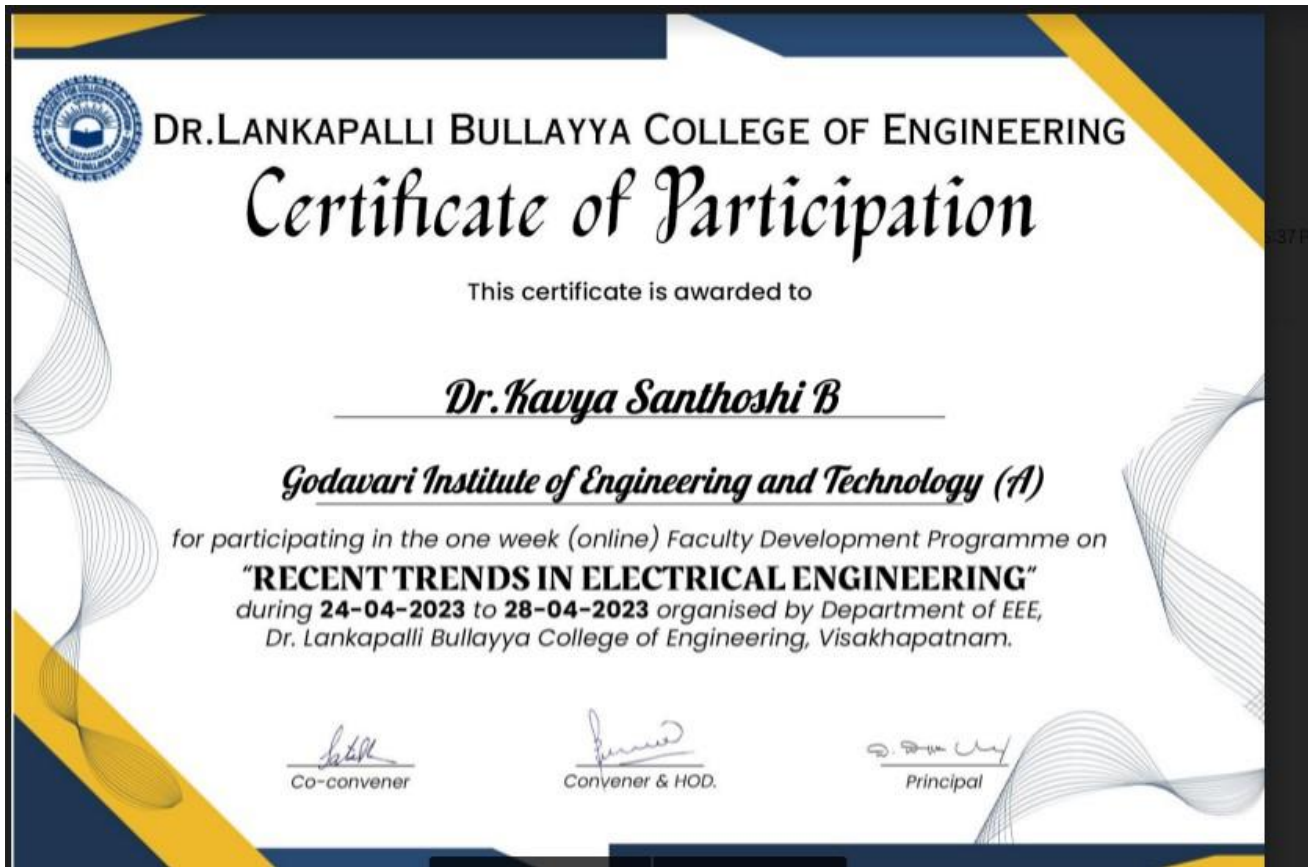 DR.LANKAPALLI BULLAYYA COLLEGE OF ENGINEERING
Certificate of Participation
This certificate is awarded to
Dr.Kavya Santhoshi B
Godavari Institute of Engineering and Technology (A)
for participating in the one week (online) Faculty Development Programme on
"RECENT TRENDS IN ELECTRICAL ENGINEERING"
during 24-04-2023 to 28-04-2023 organised by Department of EEE,
Dr. Lankapalli Bullayya College of Engineering, Visakhapatnam.
Co-convener
Convener & HOD.
Principal